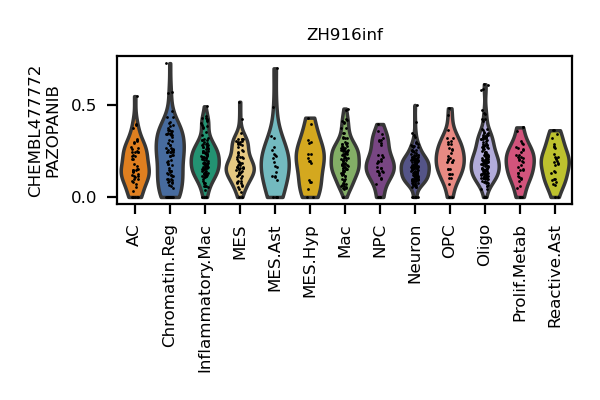 ZH916inf
CHEMBL477772
PAZOPANIB
0.5
0.0
AC
Chromatin.Reg
Inflammatory.Mac
MES
MES.Ast
MES.Hyp
Mac
NPC
Neuron
OPC
Oligo
Prolif.Metab
Reactive.Ast